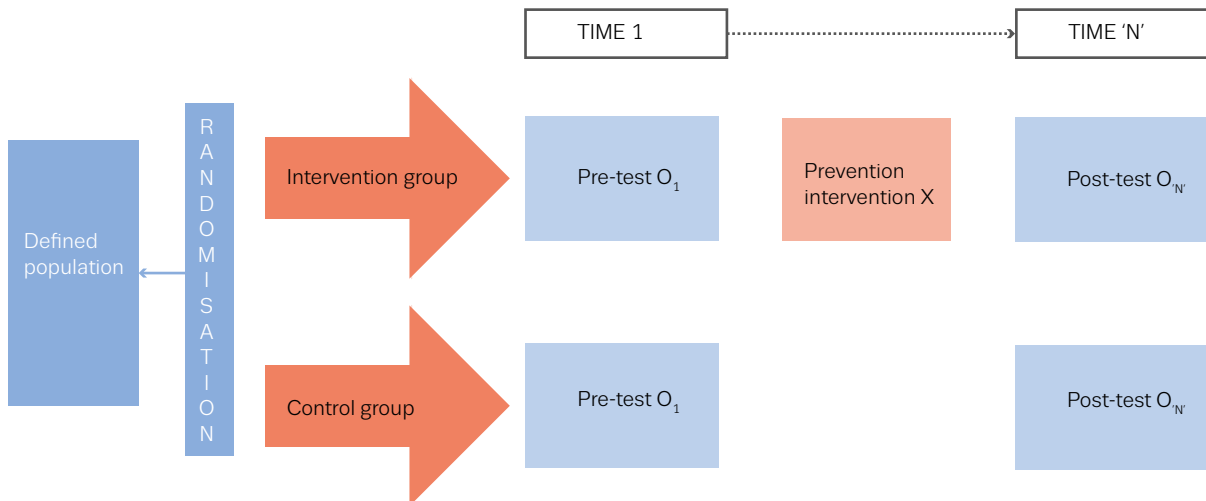 TIME 1
TIME ‘N’
Defined
population
RANDOMISATION
Intervention group
Pre-test O₁
Prevention
intervention X
Post-test O‘N’
Control group
Pre-test O₁
Post-test O‘N’